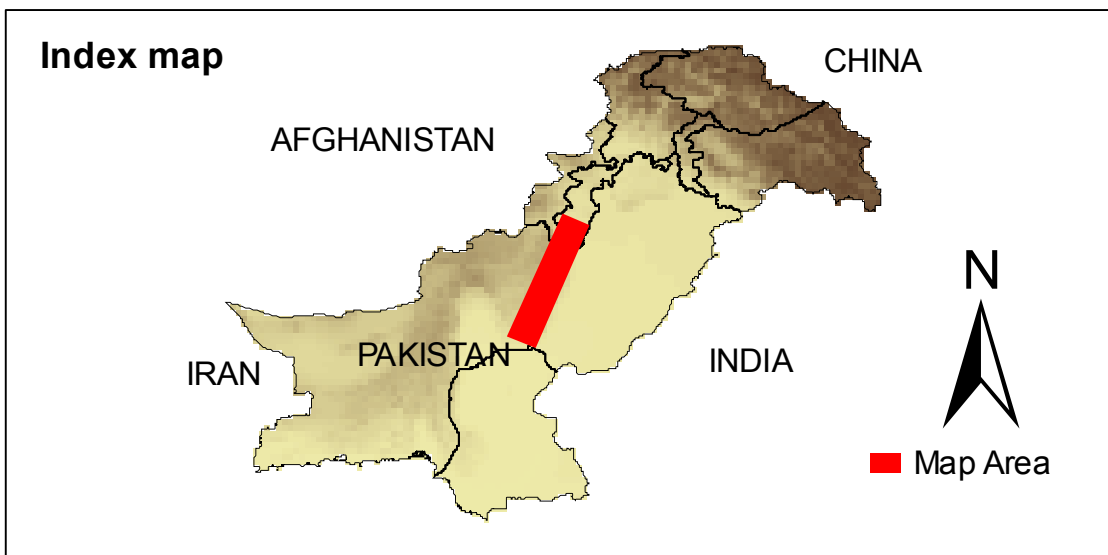 Index map
CHINA
AFGHANISTAN
N
PAKISTAN
INDIA
IRAN
Map Area